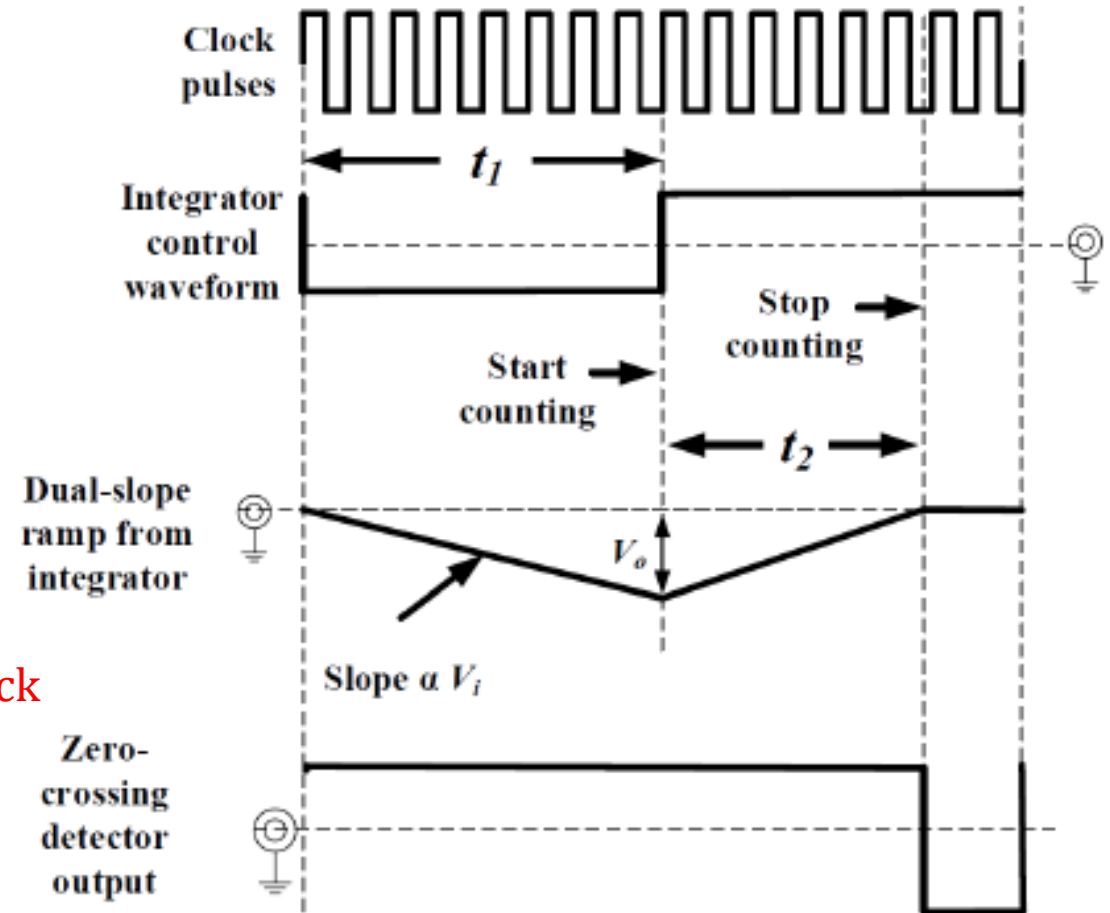 Clock
pulses
t₁
Integrator
control
waveform
Stop
counting
Start
counting
t₂
Dual-slope
ramp from
integrator
Vₒ
Slope α Vᵢ
ck
Zero-
crossing
detector
output